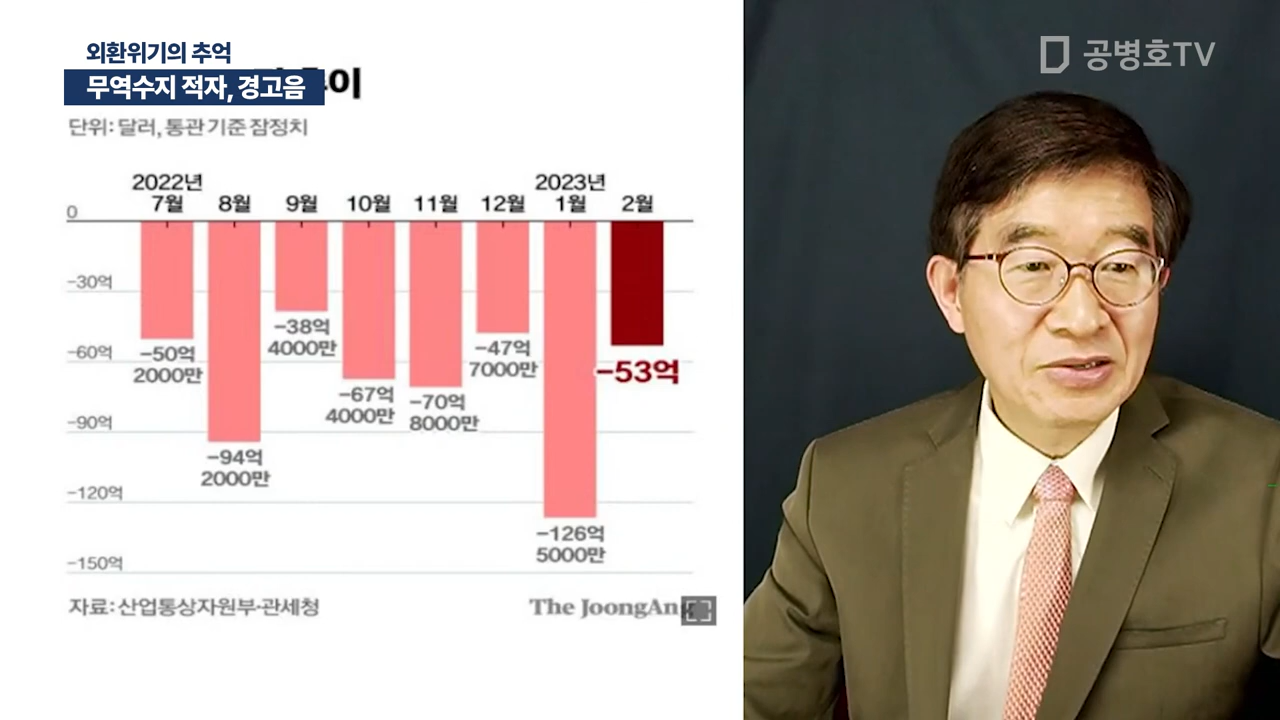 외환위기의 추억
무역수지 적자, 경고음
공병호TV
단위: 달러, 통관 기준 잠정치
2022년
2023년
7월
8월
9월
10월
11월
12월
1월
2월
0
-30억
-60억
-90억
-120억
-150억
-50억
2000만
-94억
2000만
-38억
4000만
-67억
4000만
-70억
8000만
-47억
7000만
-126억
5000만
-53억
자료: 산업통상자원부·관세청
The JoongAng